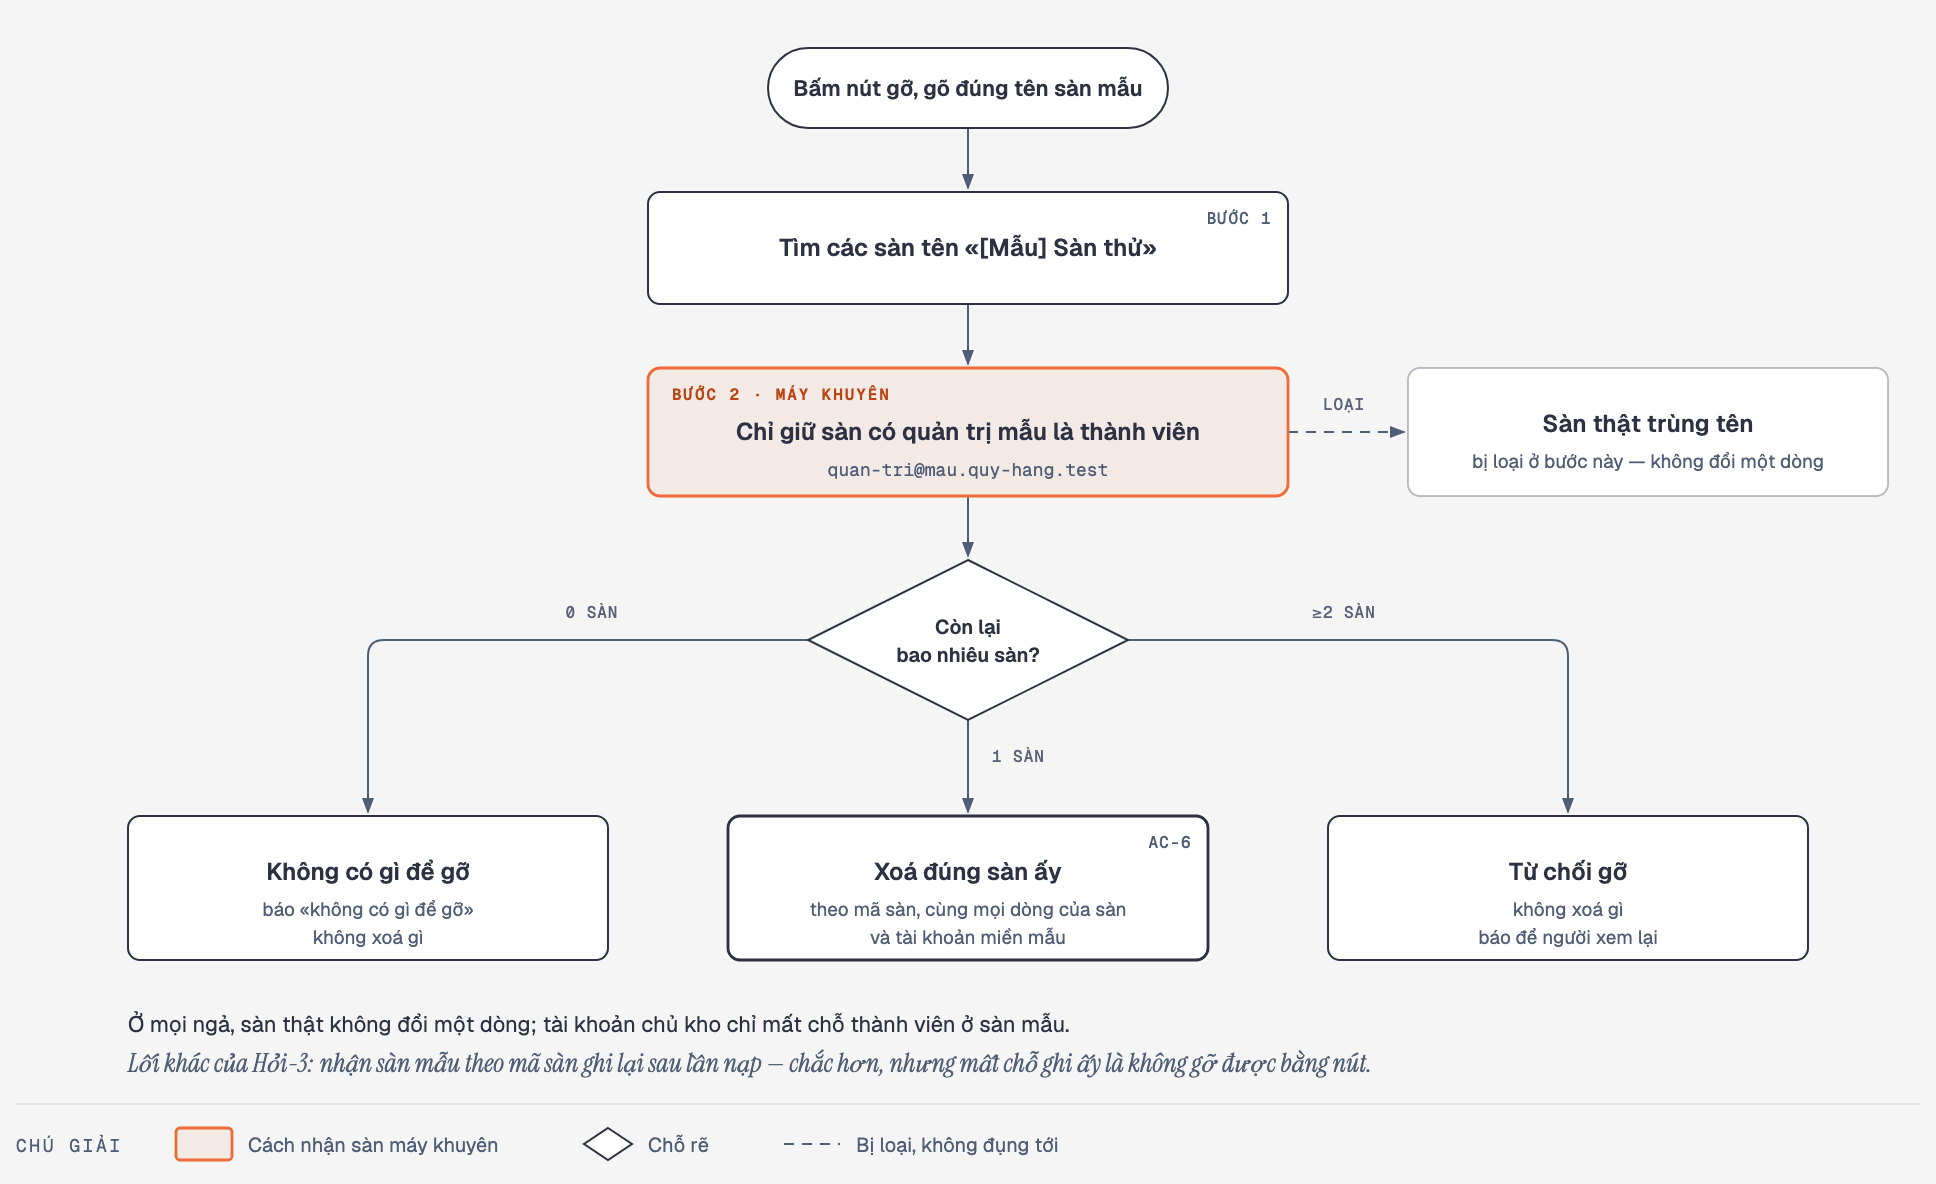 Bấm nút gỡ, gõ đúng tên sàn mẫu
BƯỚC 1
Tìm các sàn tên «[Mẫu] Sàn thử»
BƯỚC 2 · MÁY KHUYÊN
Chỉ giữ sàn có quản trị mẫu là thành viên
quan-tri@mau.quy-hang.test
LOẠI
Sàn thật trùng tên
bị loại ở bước này — không đổi một dòng
Còn lại
bao nhiêu sàn?
0 SÀN
≥2 SÀN
1 SÀN
Không có gì để gỡ
báo «không có gì để gỡ»
không xoá gì
AC-6
Xoá đúng sàn ấy
theo mã sàn, cùng mọi dòng của sàn
và tài khoản miền mẫu
Từ chối gỡ
không xoá gì
báo để người xem lại
Ở mọi ngả, sàn thật không đổi một dòng; tài khoản chủ kho chỉ mất chỗ thành viên ở sàn mẫu.
Lối khác của Hỏi-3: nhận sàn mẫu theo mã sàn ghi lại sau lần nạp — chắc hơn, nhưng mất chỗ ghi ấy là không gỡ được bằng nút.
CHÚ GIẢI
Cách nhận sàn máy khuyên
Chỗ rẽ
Bị loại, không đụng tới